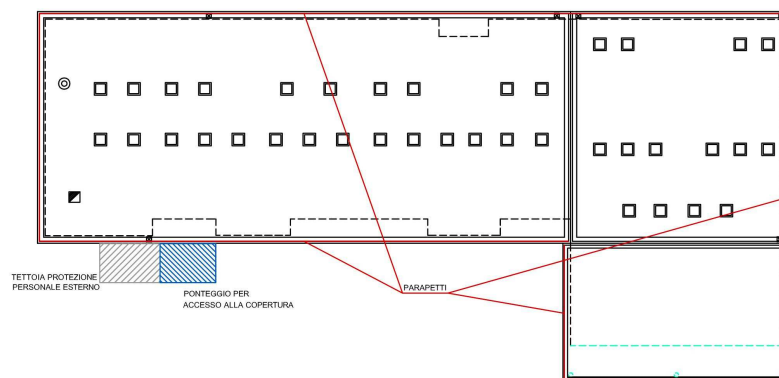 TETTOIA PROTEZIONE
PERSONALE ESTERNO
PONTEGGIO PER
ACCESSO ALLA COPERTURA
PARAPETTI